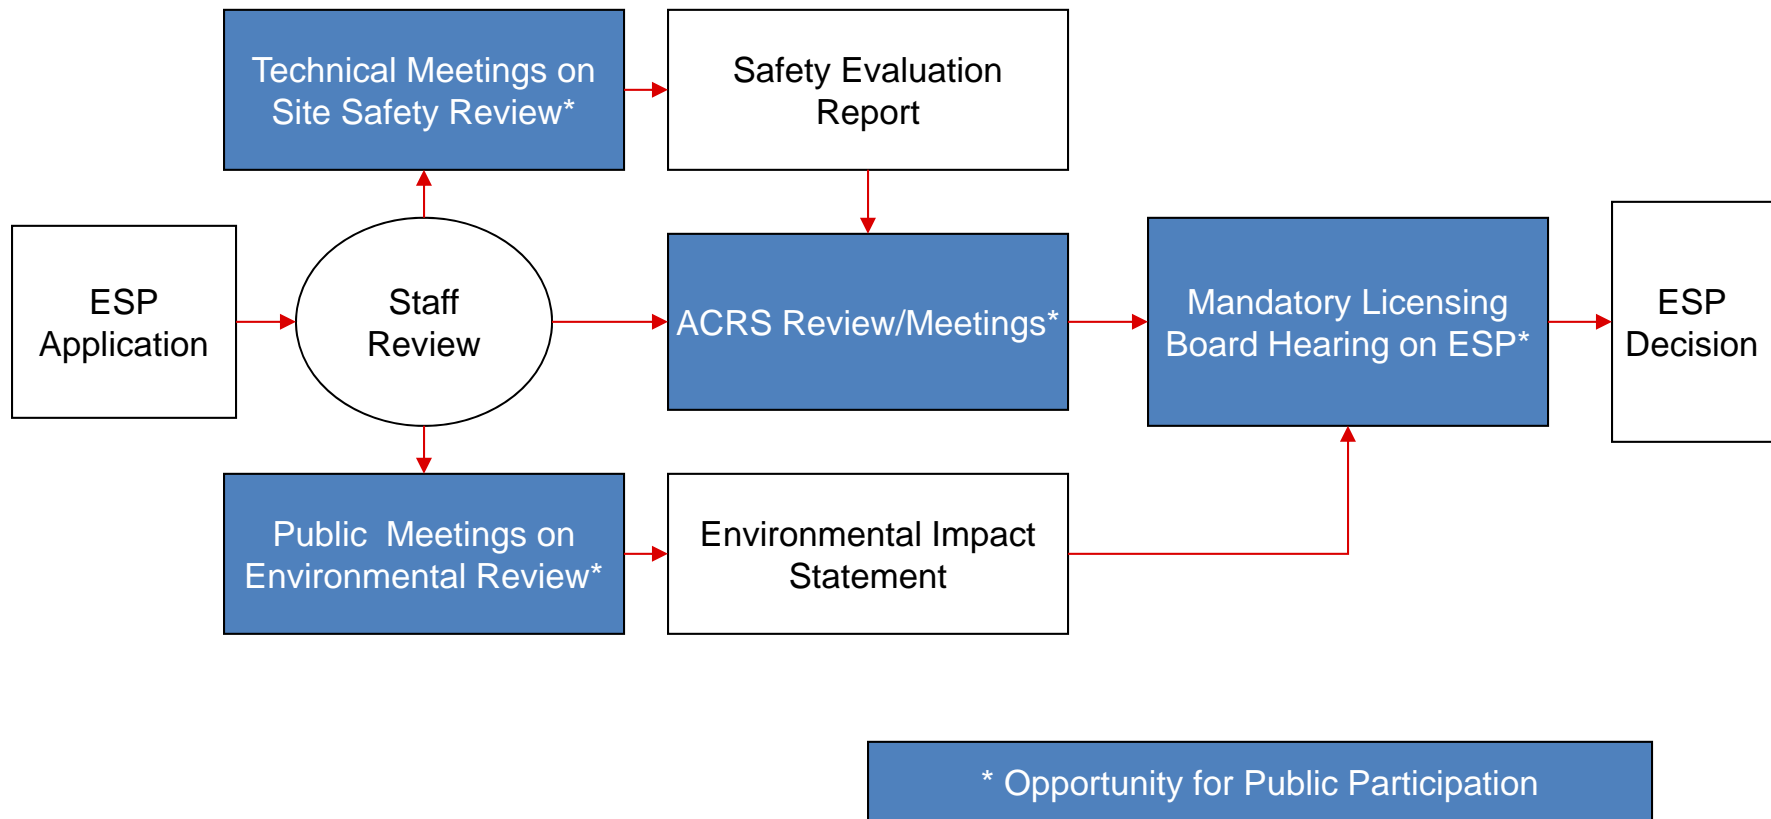 Technical Meetings on
Site Safety Review*
Safety Evaluation
Report
ESP
Application
Staff
Review
ACRS Review/Meetings*
Mandatory Licensing
Board Hearing on ESP*
ESP
Decision
Public  Meetings on
Environmental Review*
Environmental Impact
Statement
* Opportunity for Public Participation